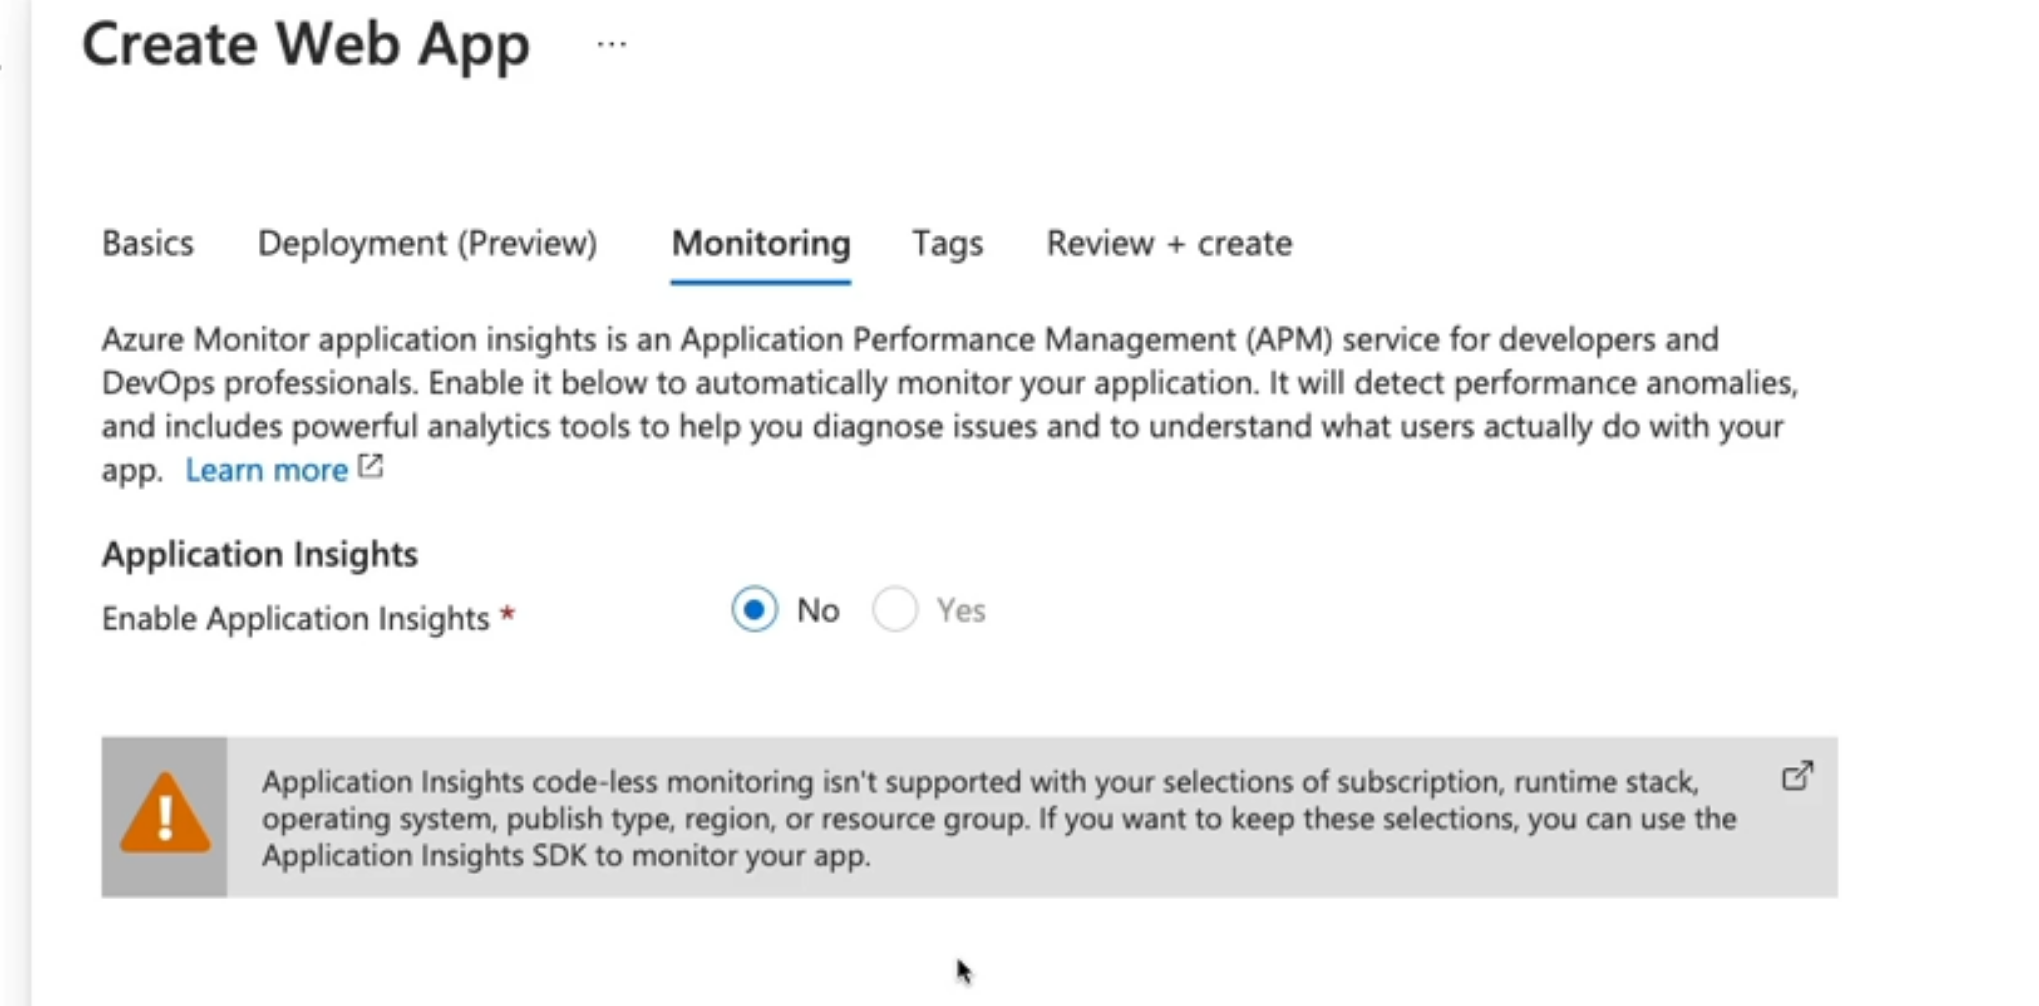 Create Web App ...
Basics Deployment (Preview) Monitoring Tags Review + create
Azure Monitor application insights is an Application Performance Management (APM) service for developers and
DevOps professionals. Enable it below to automatically monitor your application. It will detect performance anomalies,
and includes powerful analytics tools to help you diagnose issues and to understand what users actually do with your
app. Learn more
Application Insights
Enable Application Insights * No Yes
Application Insights code-less monitoring isn't supported with your selections of subscription, runtime stack,
operating system, publish type, region, or resource group. If you want to keep these selections, you can use the
Application Insights SDK to monitor your app.